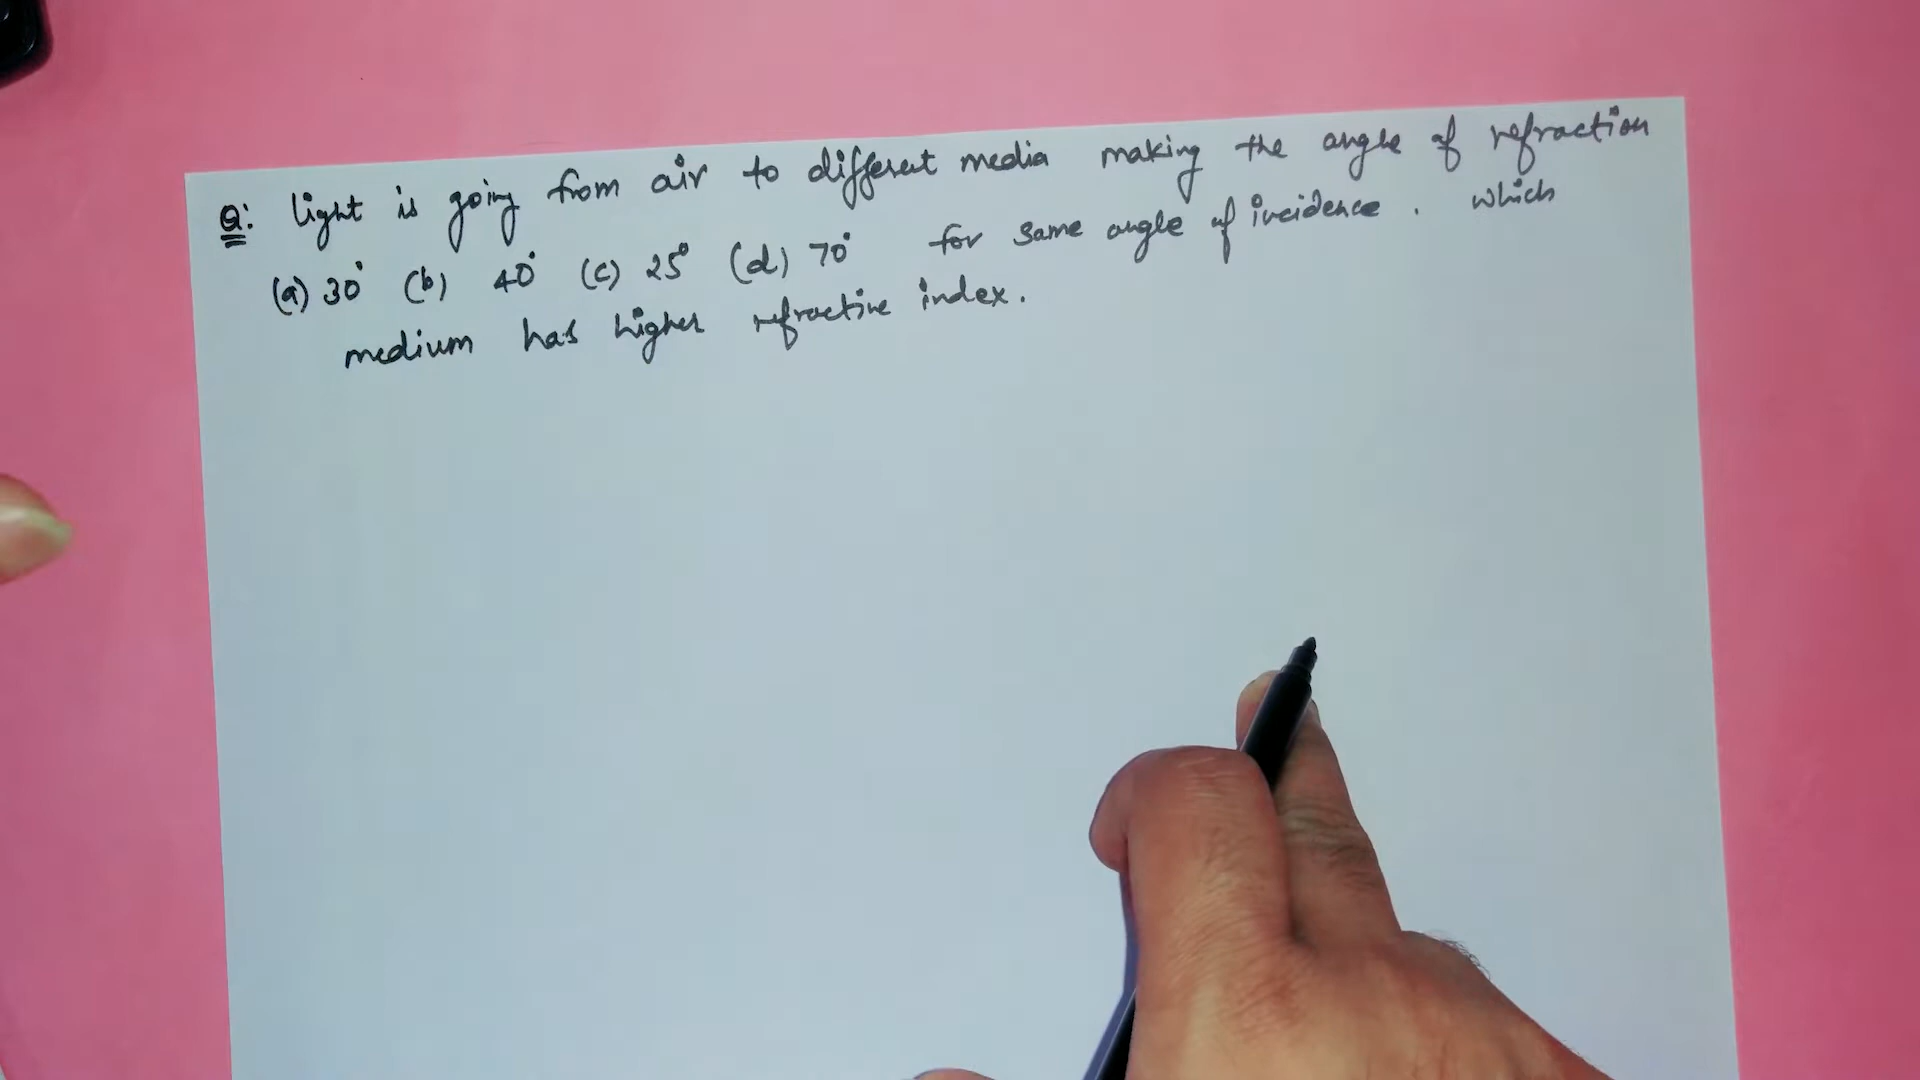 Q: light is going from air to different media making the angle of refraction
(a) 30° (b) 40° (c) 25° (d) 70° for same angle of incidence. which
medium has higher refractive index.